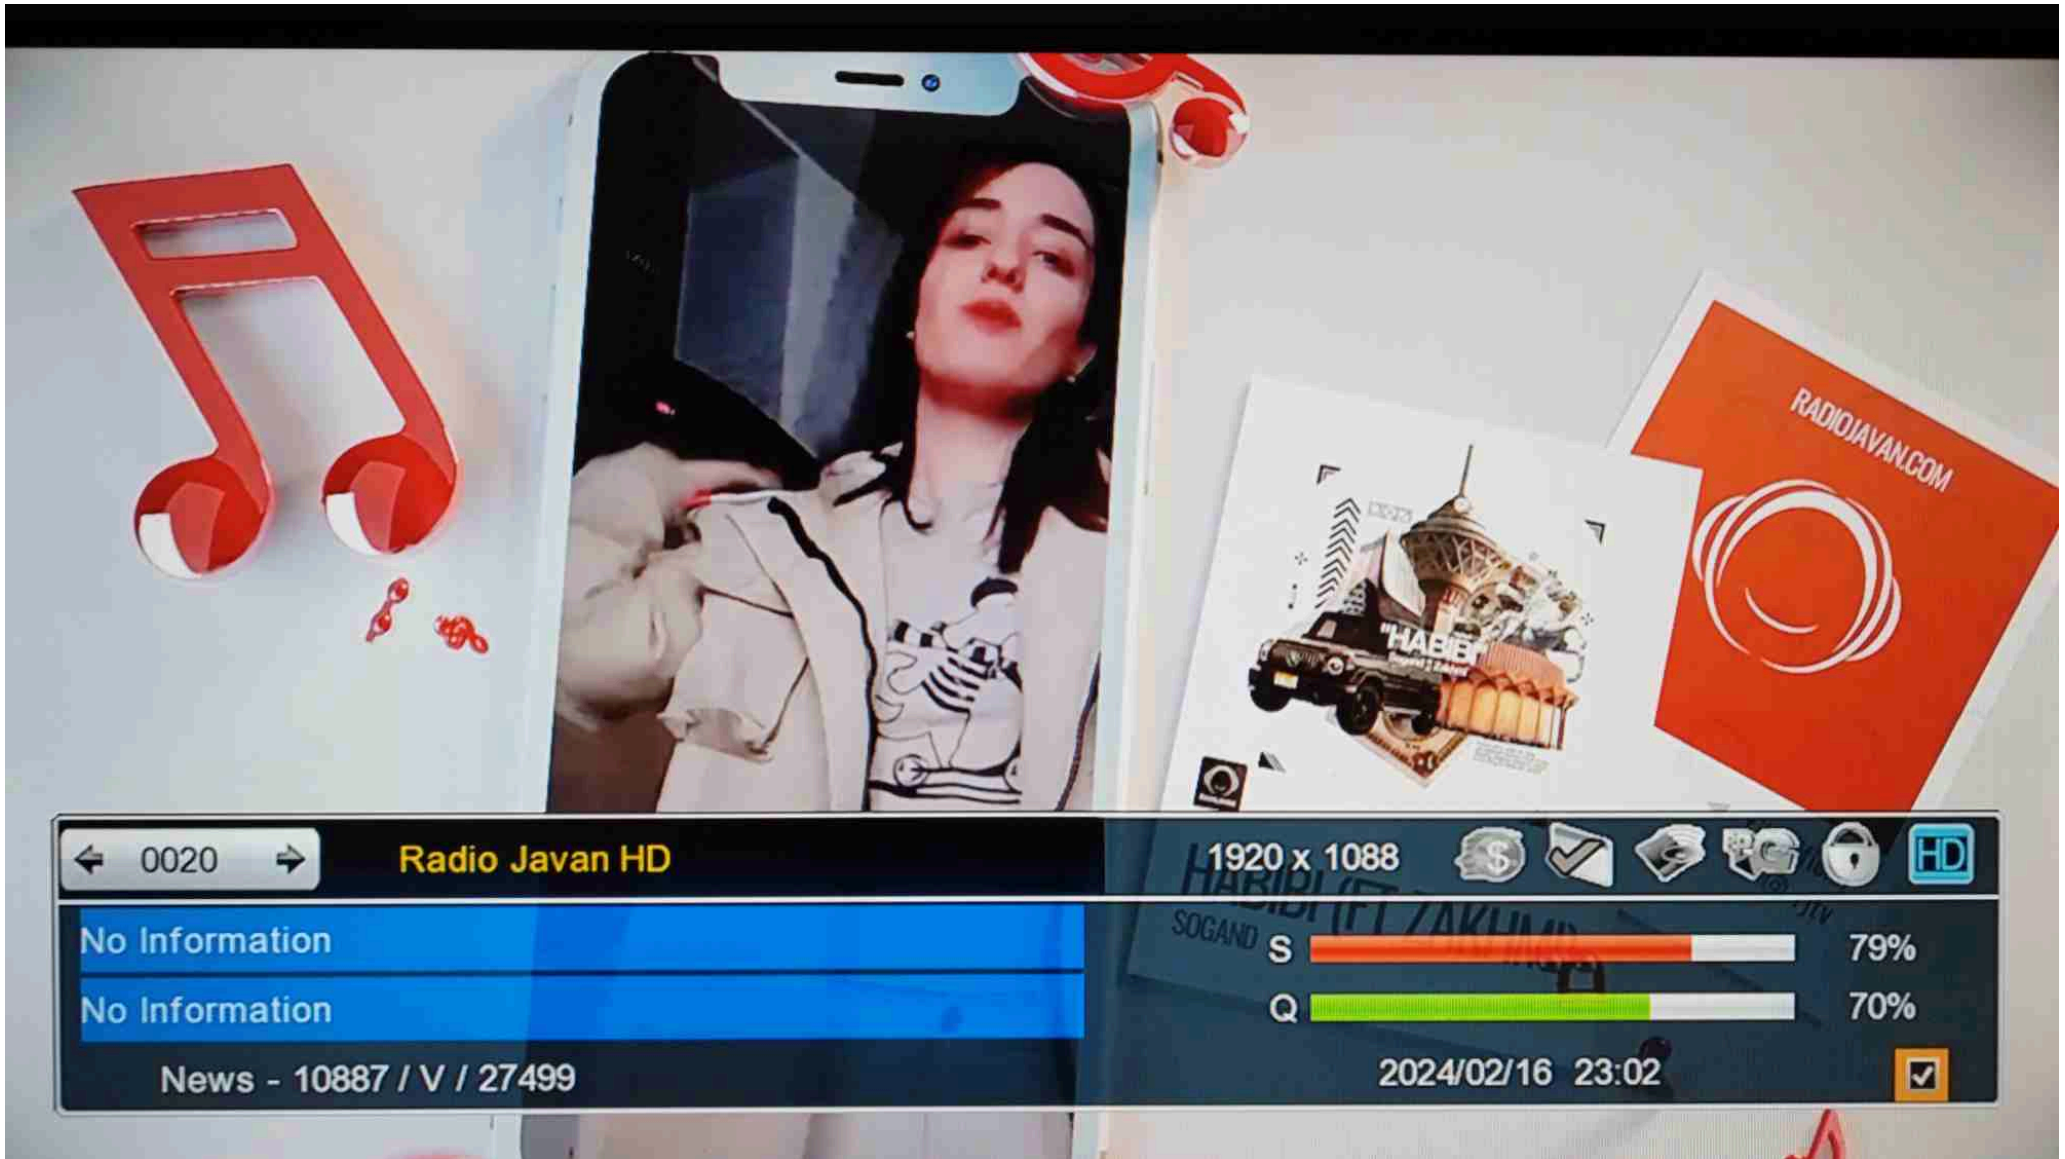 RADIOJAVAN.COM
"HABIBI"
0020
Radio Javan HD
1920 x 1088
HD
HABIBI (FT ZAKHMI)
SOGAND
No Information
S
79%
No Information
Q
70%
News - 10887 / V / 27499
2024/02/16 23:02